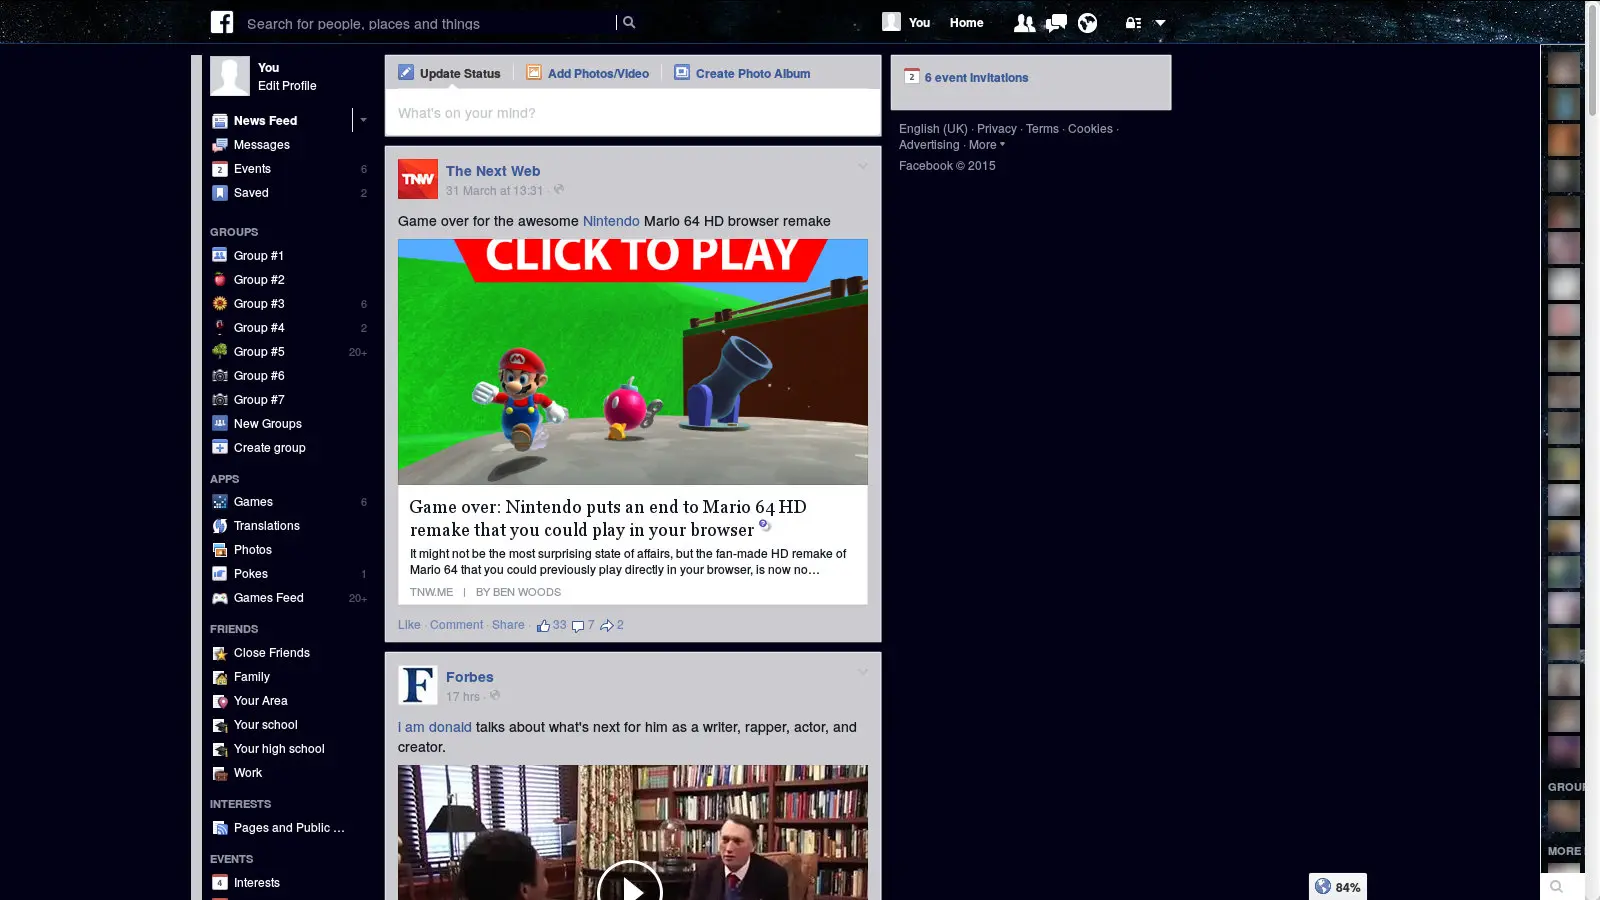 Search for people, places and things
You
Home
You
Edit Profile
News Feed
Messages
Events 6
Saved 2
GROUPS
Group #1
Group #2
Group #3 6
Group #4 2
Group #5 20+
Group #6
Group #7
New Groups
Create group
APPS
Games 6
Translations
Photos
Pokes 1
Games Feed 20+
FRIENDS
Close Friends
Family
Your Area
Your school
Your high school
Work
INTERESTS
Pages and Public ...
EVENTS
Interests
Update Status
Add Photos/Video
Create Photo Album
What's on your mind?
TNW
The Next Web
31 March at 13:31 ·
Game over for the awesome Nintendo Mario 64 HD browser remake
CLICK TO PLAY
Game over: Nintendo puts an end to Mario 64 HD
remake that you could play in your browser
It might not be the most surprising state of affairs, but the fan-made HD remake of
Mario 64 that you could previously play directly in your browser, is now no...
TNW.ME | BY BEN WOODS
Like · Comment · Share · 33 7 2
F
Forbes
17 hrs ·
I am donald talks about what's next for him as a writer, rapper, actor, and
creator.
2 6 event invitations
English (UK) · Privacy · Terms · Cookies ·
Advertising · More
Facebook © 2015
GROU
MORE
84%